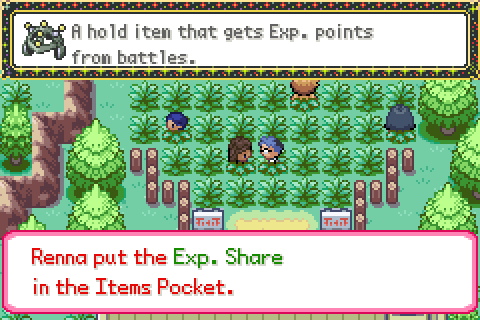 A hold item that gets Exp. points
from battles.
Renna put the Exp. Share
in the Items Pocket.